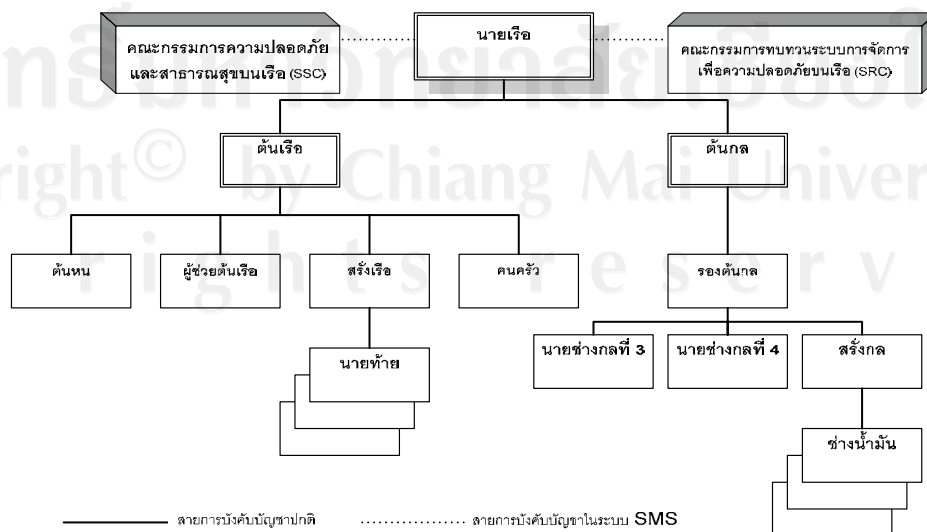 นายเรือ
คณะกรรมการความปลอดภัย
และสาธารณสุขบนเรือ (SSC)
คณะกรรมการทบทวนระบบการจัดการ
เพื่อความปลอดภัยบนเรือ (SRC)
ต้นเรือ
ต้นกล
right © by Chiang Mai Univer
rights reserv
ต้นหน
ผู้ช่วยต้นเรือ
สรั่งเรือ
คนครัว
รองต้นกล
นายท้าย
นายช่างกลที่ 3
นายช่างกลที่ 4
สรั่งกล
ช่างน้ำมัน
สายการบังคับบัญชาปกติ
สายการบังคับบัญชาในระบบ SMS